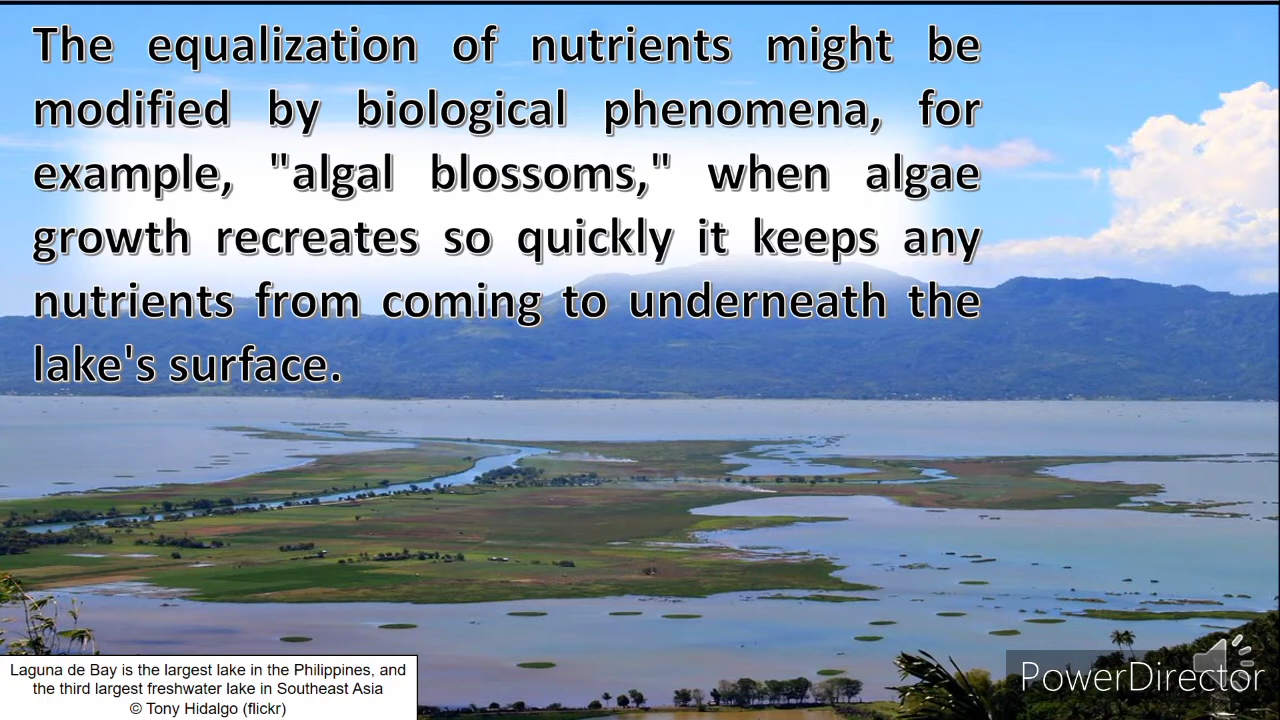 The equalization of nutrients might be
modified by biological phenomena, for
example, "algal blossoms," when algae
growth recreates so quickly it keeps any
nutrients from coming to underneath the
lake's surface.
Laguna de Bay is the largest lake in the Philippines, and
the third largest freshwater lake in Southeast Asia
© Tony Hidalgo (flickr)
PowerDirector